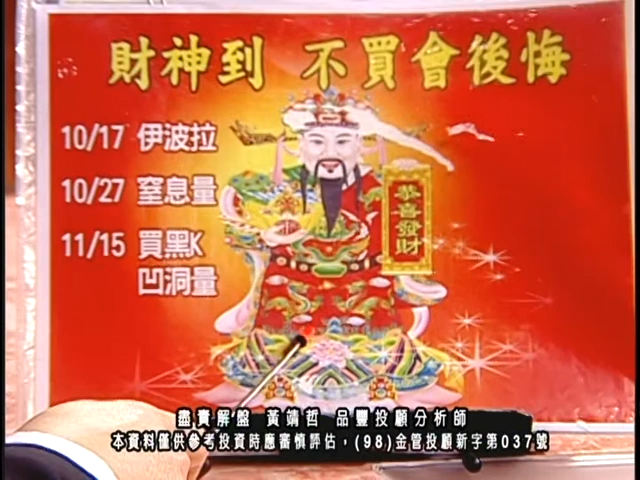 財神到 不買會後悔
10/17 伊波拉
10/27 窒息量
11/15 買黑K
凹洞量
恭喜發財
盡責解盤 黃靖哲 品豐投顧分析師
本資料僅供參考投資時應審慎評估，(98)金管投顧新字第037號